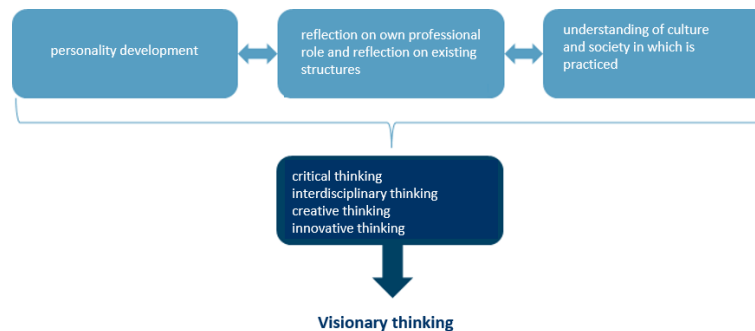 personality development
reflection on own professional
role and reflection on existing
structures
understanding of culture
and society in which is
practiced
critical thinking
interdisciplinary thinking
creative thinking
innovative thinking
Visionary thinking